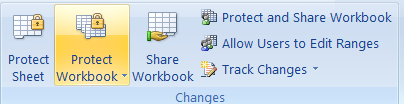 Protect
Sheet
Protect
Workbook
Share
Workbook
Protect and Share Workbook
Allow Users to Edit Ranges
Track Changes
Changes